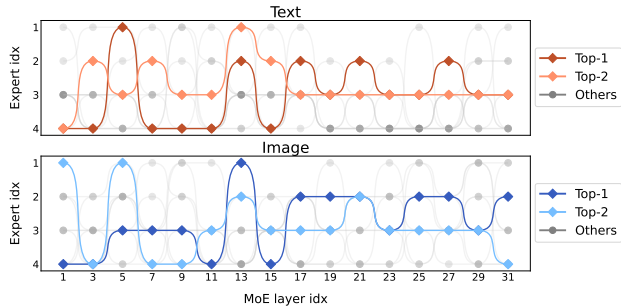 Text
Expert idx
1
2
3
4
Top-1
Top-2
Others
Image
Expert idx
1
2
3
4
Top-1
Top-2
Others
1 3 5 7 9 11 13 15 17 19 21 23 25 27 29 31
MoE layer idx